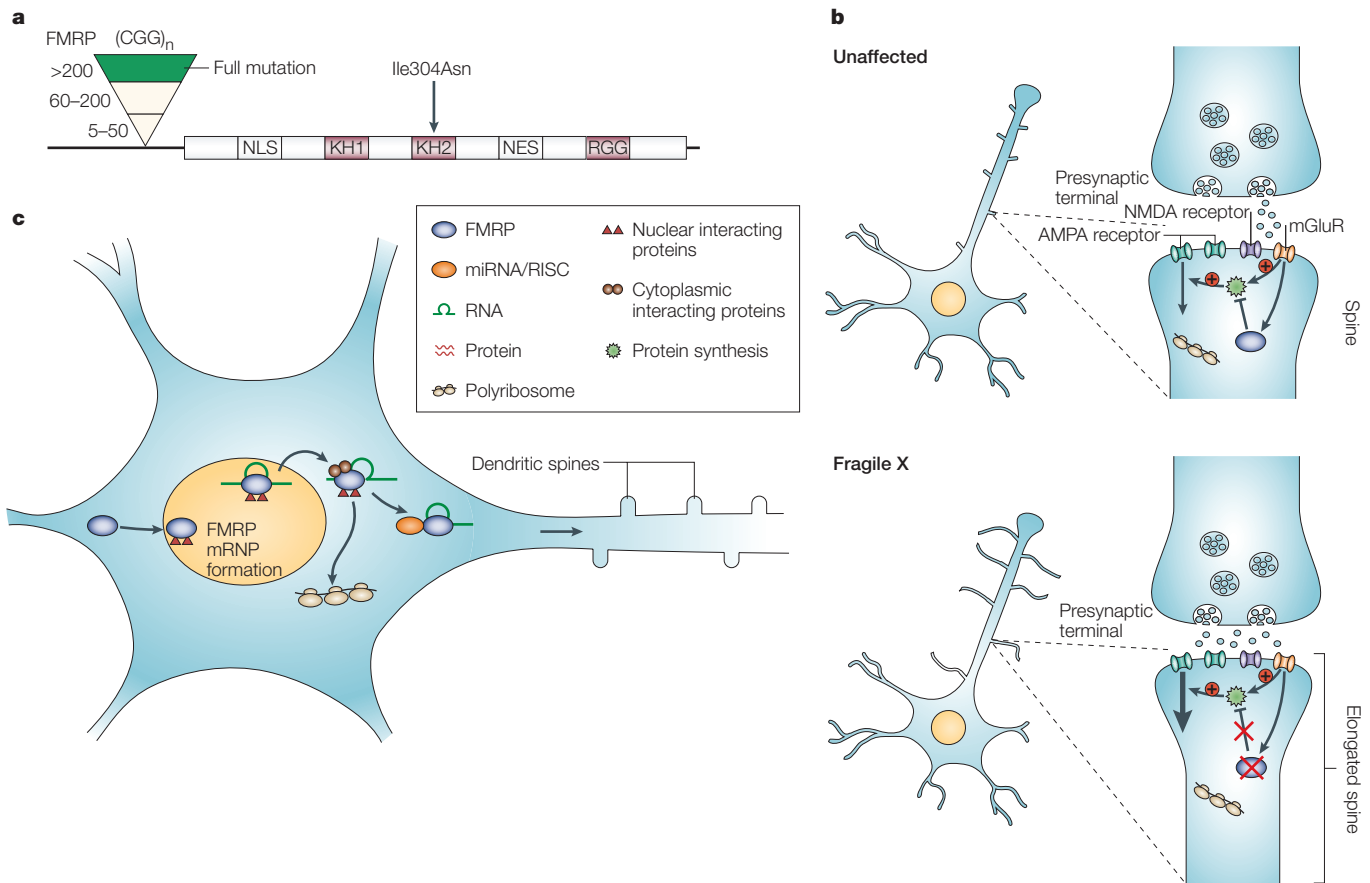 a
FMRP (CGG)n
>200
Full mutation
60–200
5–50
Ile304Asn
NLS KH1 KH2 NES RGG
b
Unaffected
Presynaptic
terminal
NMDA receptor
AMPA receptor
mGluR
Spine
Fragile X
Presynaptic
terminal
Elongated spine
c
FMRP
miRNA/RISC
RNA
Protein
Polyribosome
Nuclear interacting
proteins
Cytoplasmic
interacting proteins
Protein synthesis
Dendritic spines
FMRP
mRNP
formation